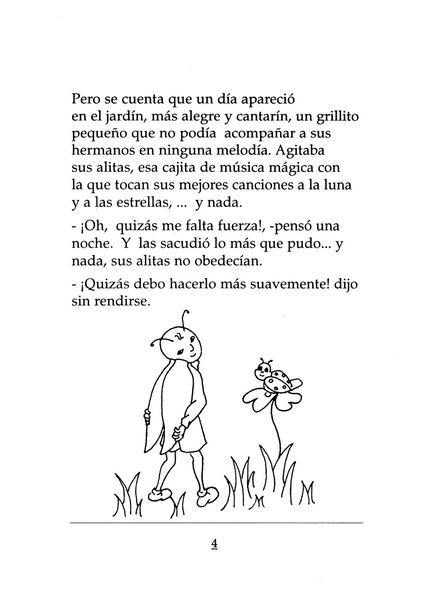 Pero se cuenta que un día apareció
en el jardín, más alegre y cantarín, un grillito
pequeño que no podía acompañar a sus
hermanos en ninguna melodía. Agitaba
sus alitas, esa cajita de música mágica con
la que tocan sus mejores canciones a la luna
y a las estrellas, ... y nada.
- ¡Oh, quizás me falta fuerza!, -pensó una
noche. Y las sacudió lo más que pudo... y
nada, sus alitas no obedecían.
- ¡Quizás debo hacerlo más suavemente! dijo
sin rendirse.
4